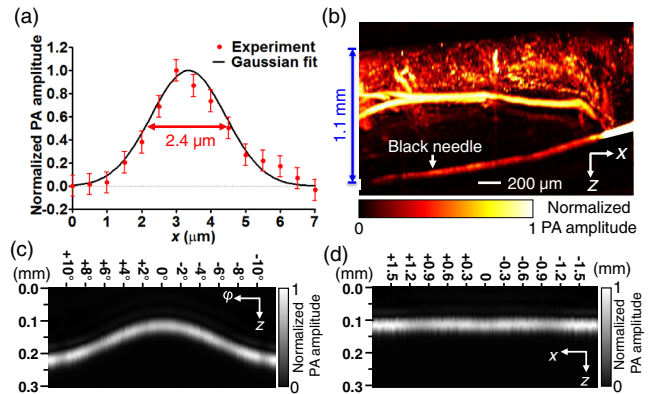 (a)
Normalized PA amplitude
1.2
1.0
0.8
0.6
0.4
0.2
0.0
-0.2
Experiment
Gaussian fit
2.4 µm
0 1 2 3 4 5 6 7
x (µm)
(b)
1.1 mm
Black needle
200 µm
x
z
0
Normalized
1 PA amplitude
(c)
(mm)
+10°
+8°
+6°
+4°
+2°
0°
-2°
-4°
-6°
-8°
-10°
0.0
0.1
0.2
0.3
φ
z
1
0
Normalized
PA amplitude
(d)
(mm)
+1.5
+1.2
+0.9
+0.6
+0.3
0
-0.3
-0.6
-0.9
-1.2
-1.5
(mm)
0.0
0.1
0.2
0.3
x
z
1
0
Normalized
PA amplitude